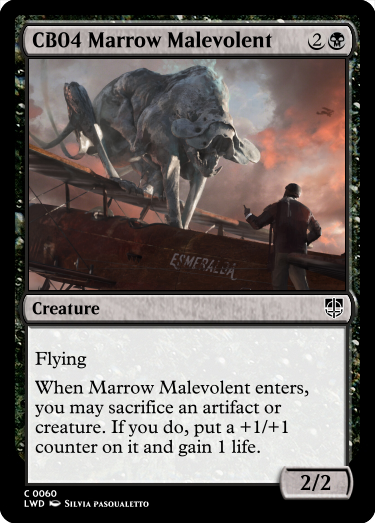 CB04 Marrow Malevolent 2
ESMERALDA
Creature
Flying
When Marrow Malevolent enters,
you may sacrifice an artifact or
creature. If you do, put a +1/+1
counter on it and gain 1 life.
2/2
C 0060
LWD SILVIA PASQUALETTO